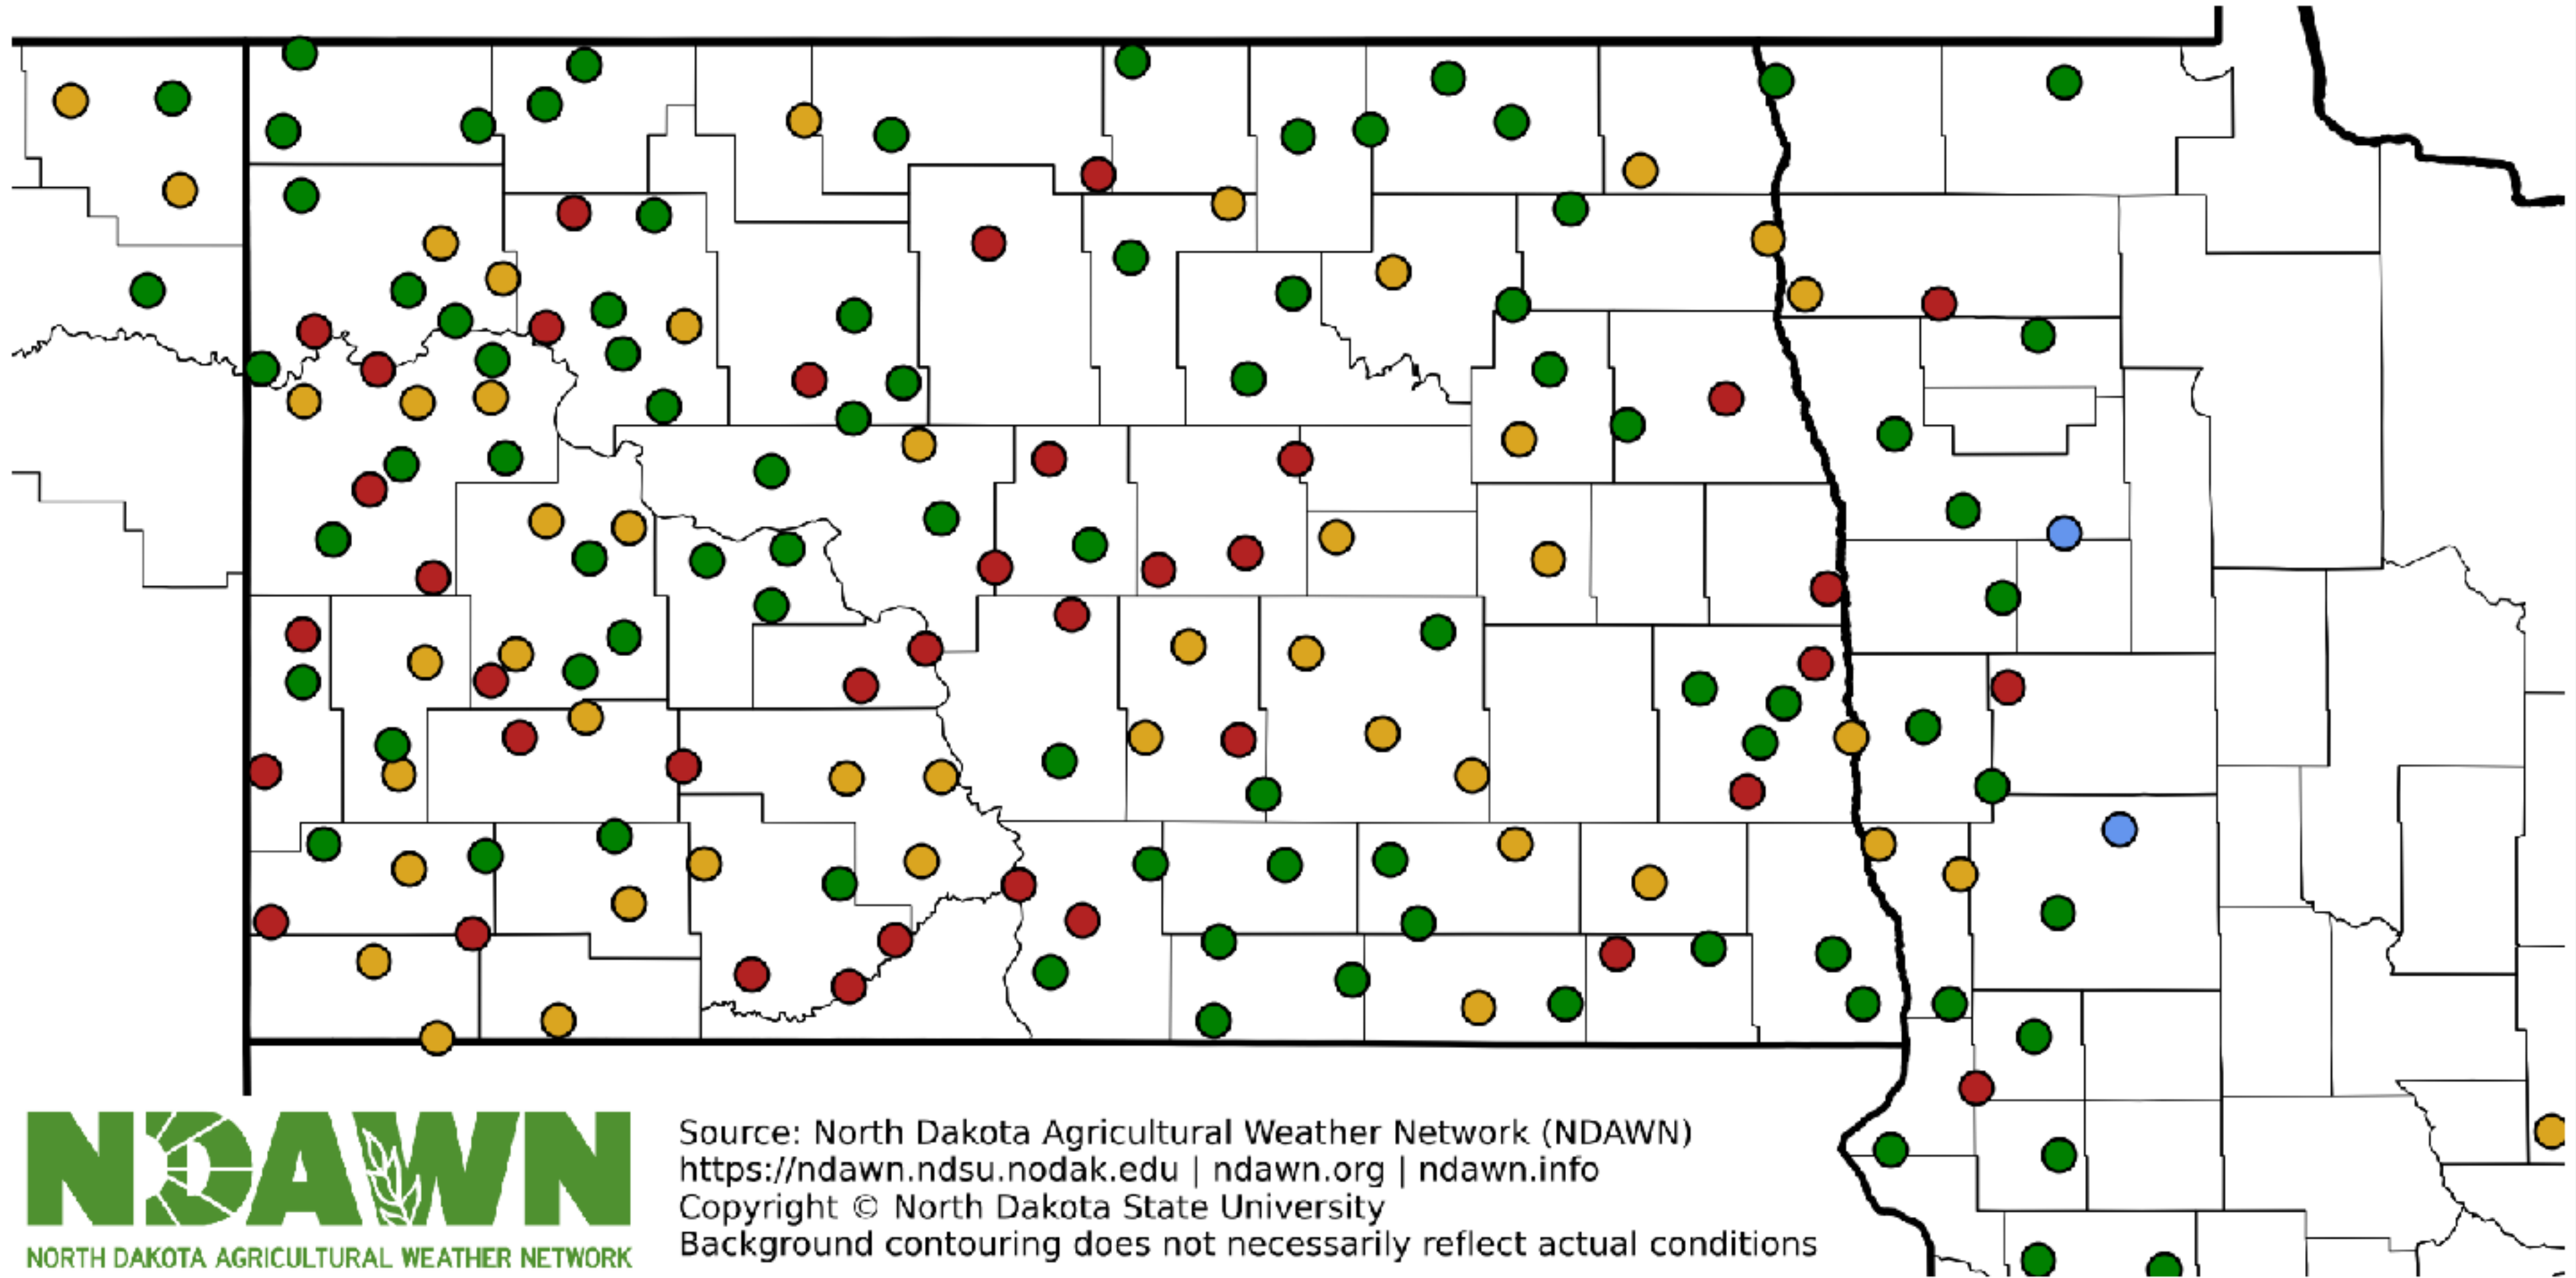 NDAWN
NORTH DAKOTA AGRICULTURAL WEATHER NETWORK
Source: North Dakota Agricultural Weather Network (NDAWN)
https://ndawn.ndsu.nodak.edu | ndawn.org | ndawn.info
Copyright © North Dakota State University
Background contouring does not necessarily reflect actual conditions